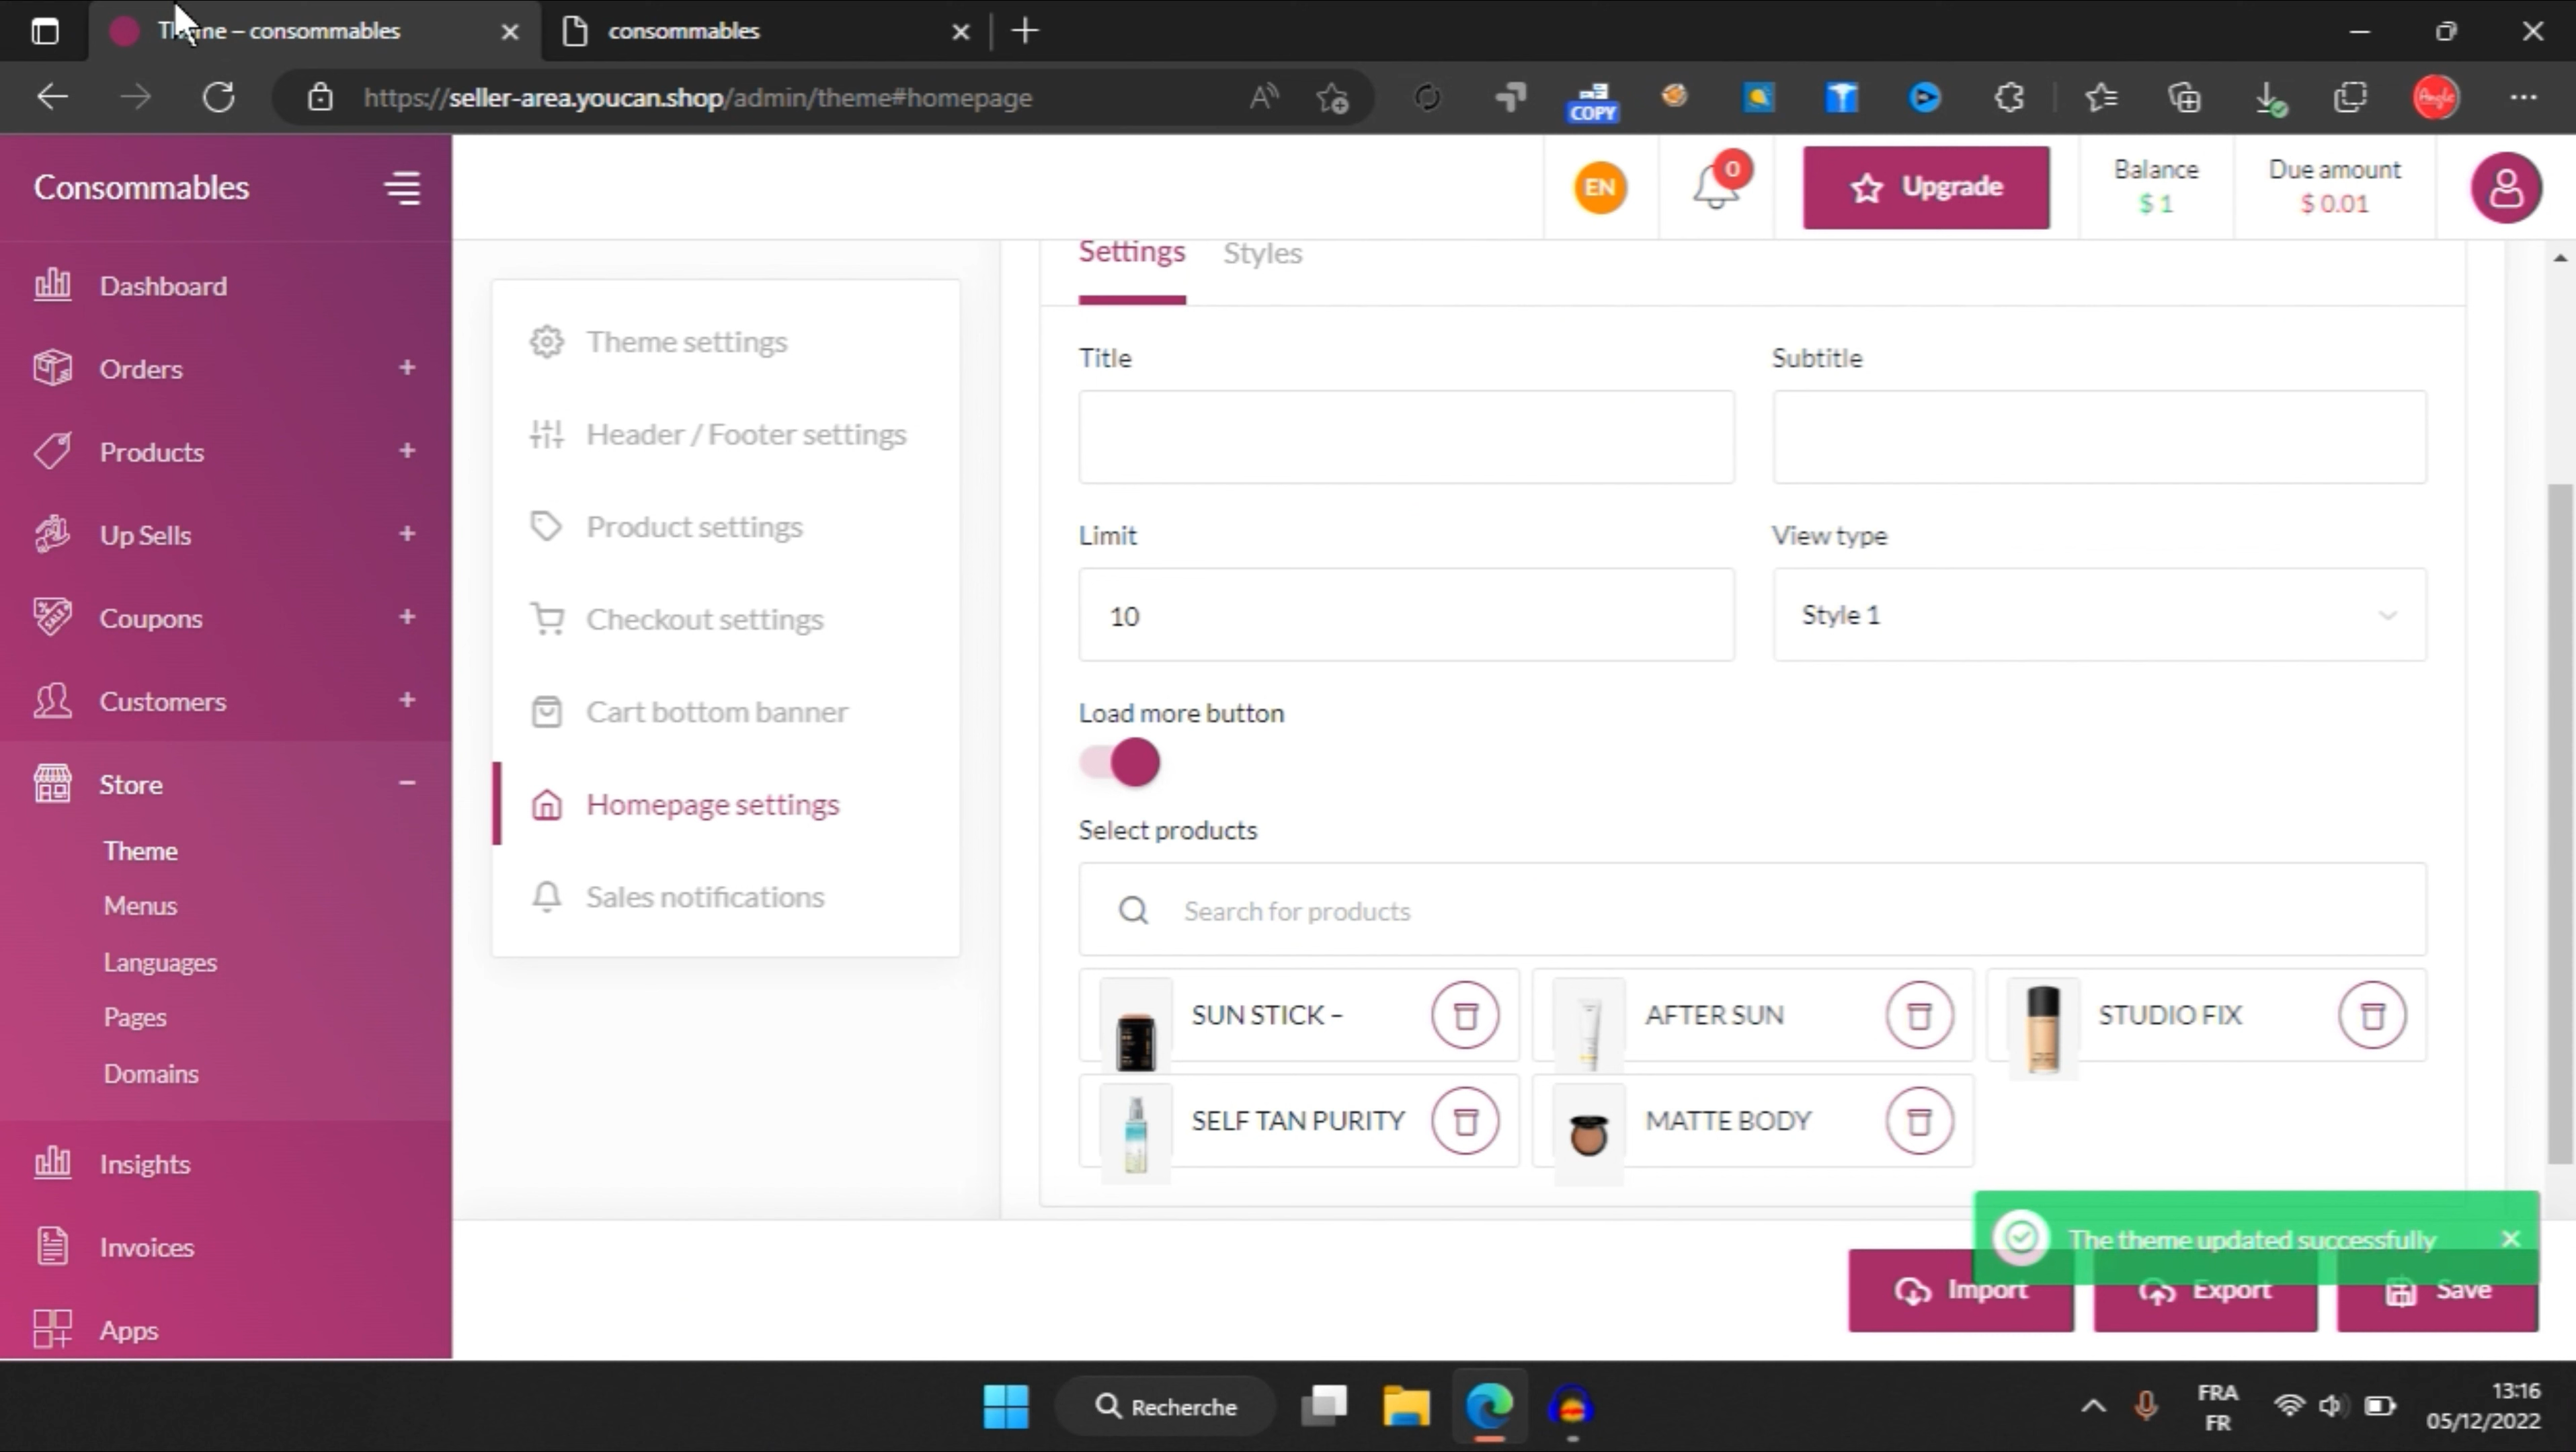 Theme – consommables
consommables
https://seller-area.youcan.shop/admin/theme#homepage
COPY
Angle
Consommables
EN
0
Upgrade
Balance
$ 1
Due amount
$ 0.01
Dashboard
Orders
Products
Up Sells
Coupons
Customers
Store
Theme
Menus
Languages
Pages
Domains
Insights
Invoices
Apps
Theme settings
Header / Footer settings
Product settings
Checkout settings
Cart bottom banner
Homepage settings
Sales notifications
Settings
Styles
Title
Subtitle
Limit
View type
10
Style 1
Load more button
Select products
Search for products
SUN STICK –
AFTER SUN
STUDIO FIX
SELF TAN PURITY
MATTE BODY
The theme updated successfully
Import
Export
Save
Recherche
FRA
FR
13:16
05/12/2022